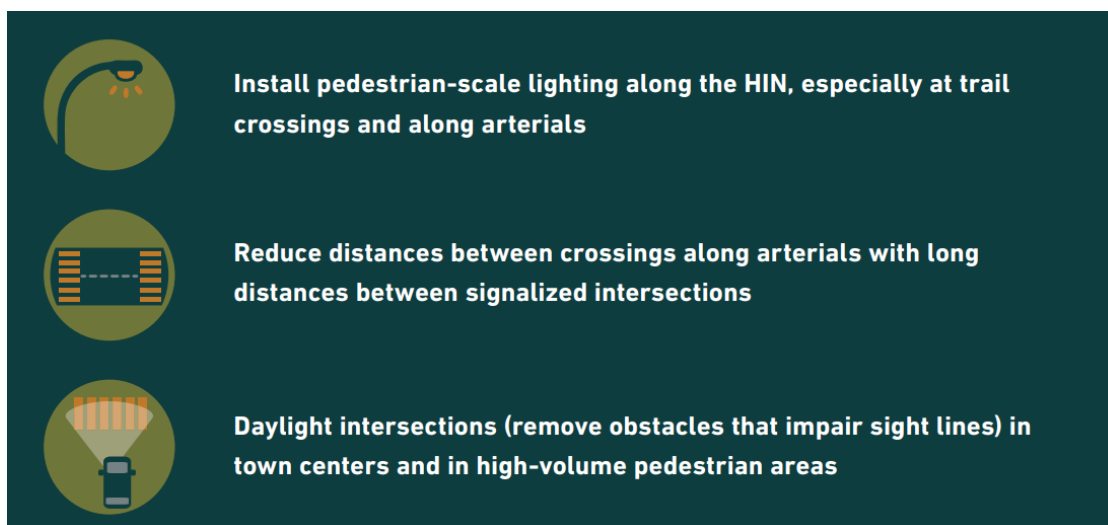 Install pedestrian-scale lighting along the HIN, especially at trail
crossings and along arterials
Reduce distances between crossings along arterials with long
distances between signalized intersections
Daylight intersections (remove obstacles that impair sight lines) in
town centers and in high-volume pedestrian areas